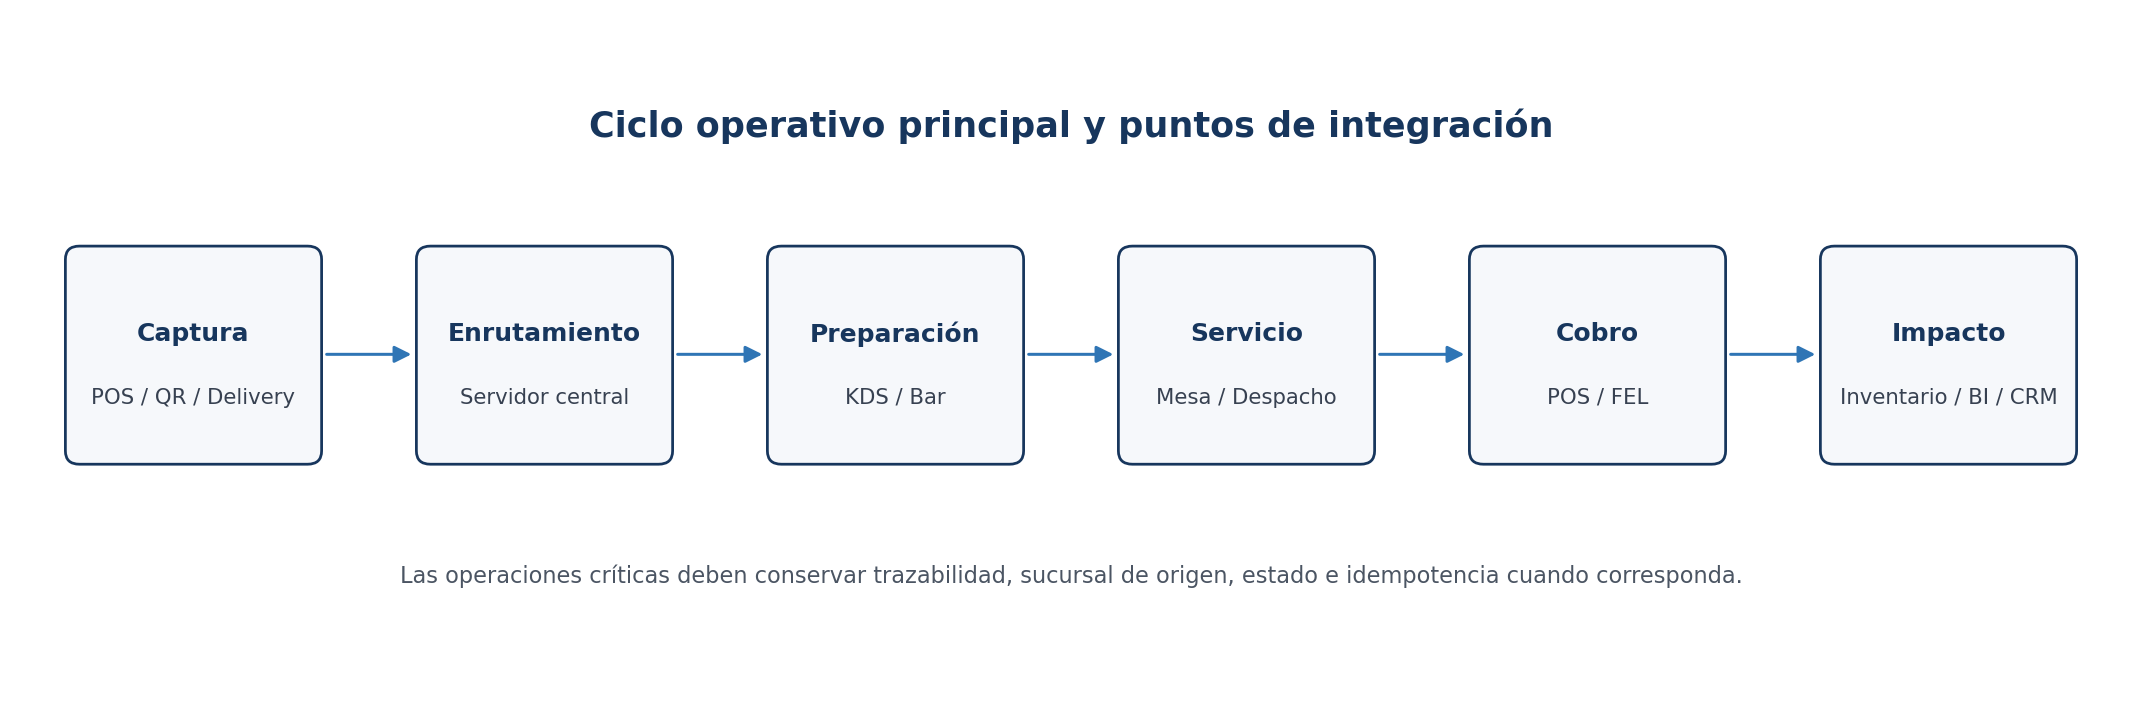 Ciclo operativo principal y puntos de integración
Captura
POS / QR / Delivery
Enrutamiento
Servidor central
Preparación
KDS / Bar
Servicio
Mesa / Despacho
Cobro
POS / FEL
Impacto
Inventario / BI / CRM
Las operaciones críticas deben conservar trazabilidad, sucursal de origen, estado e idempotencia cuando corresponda.